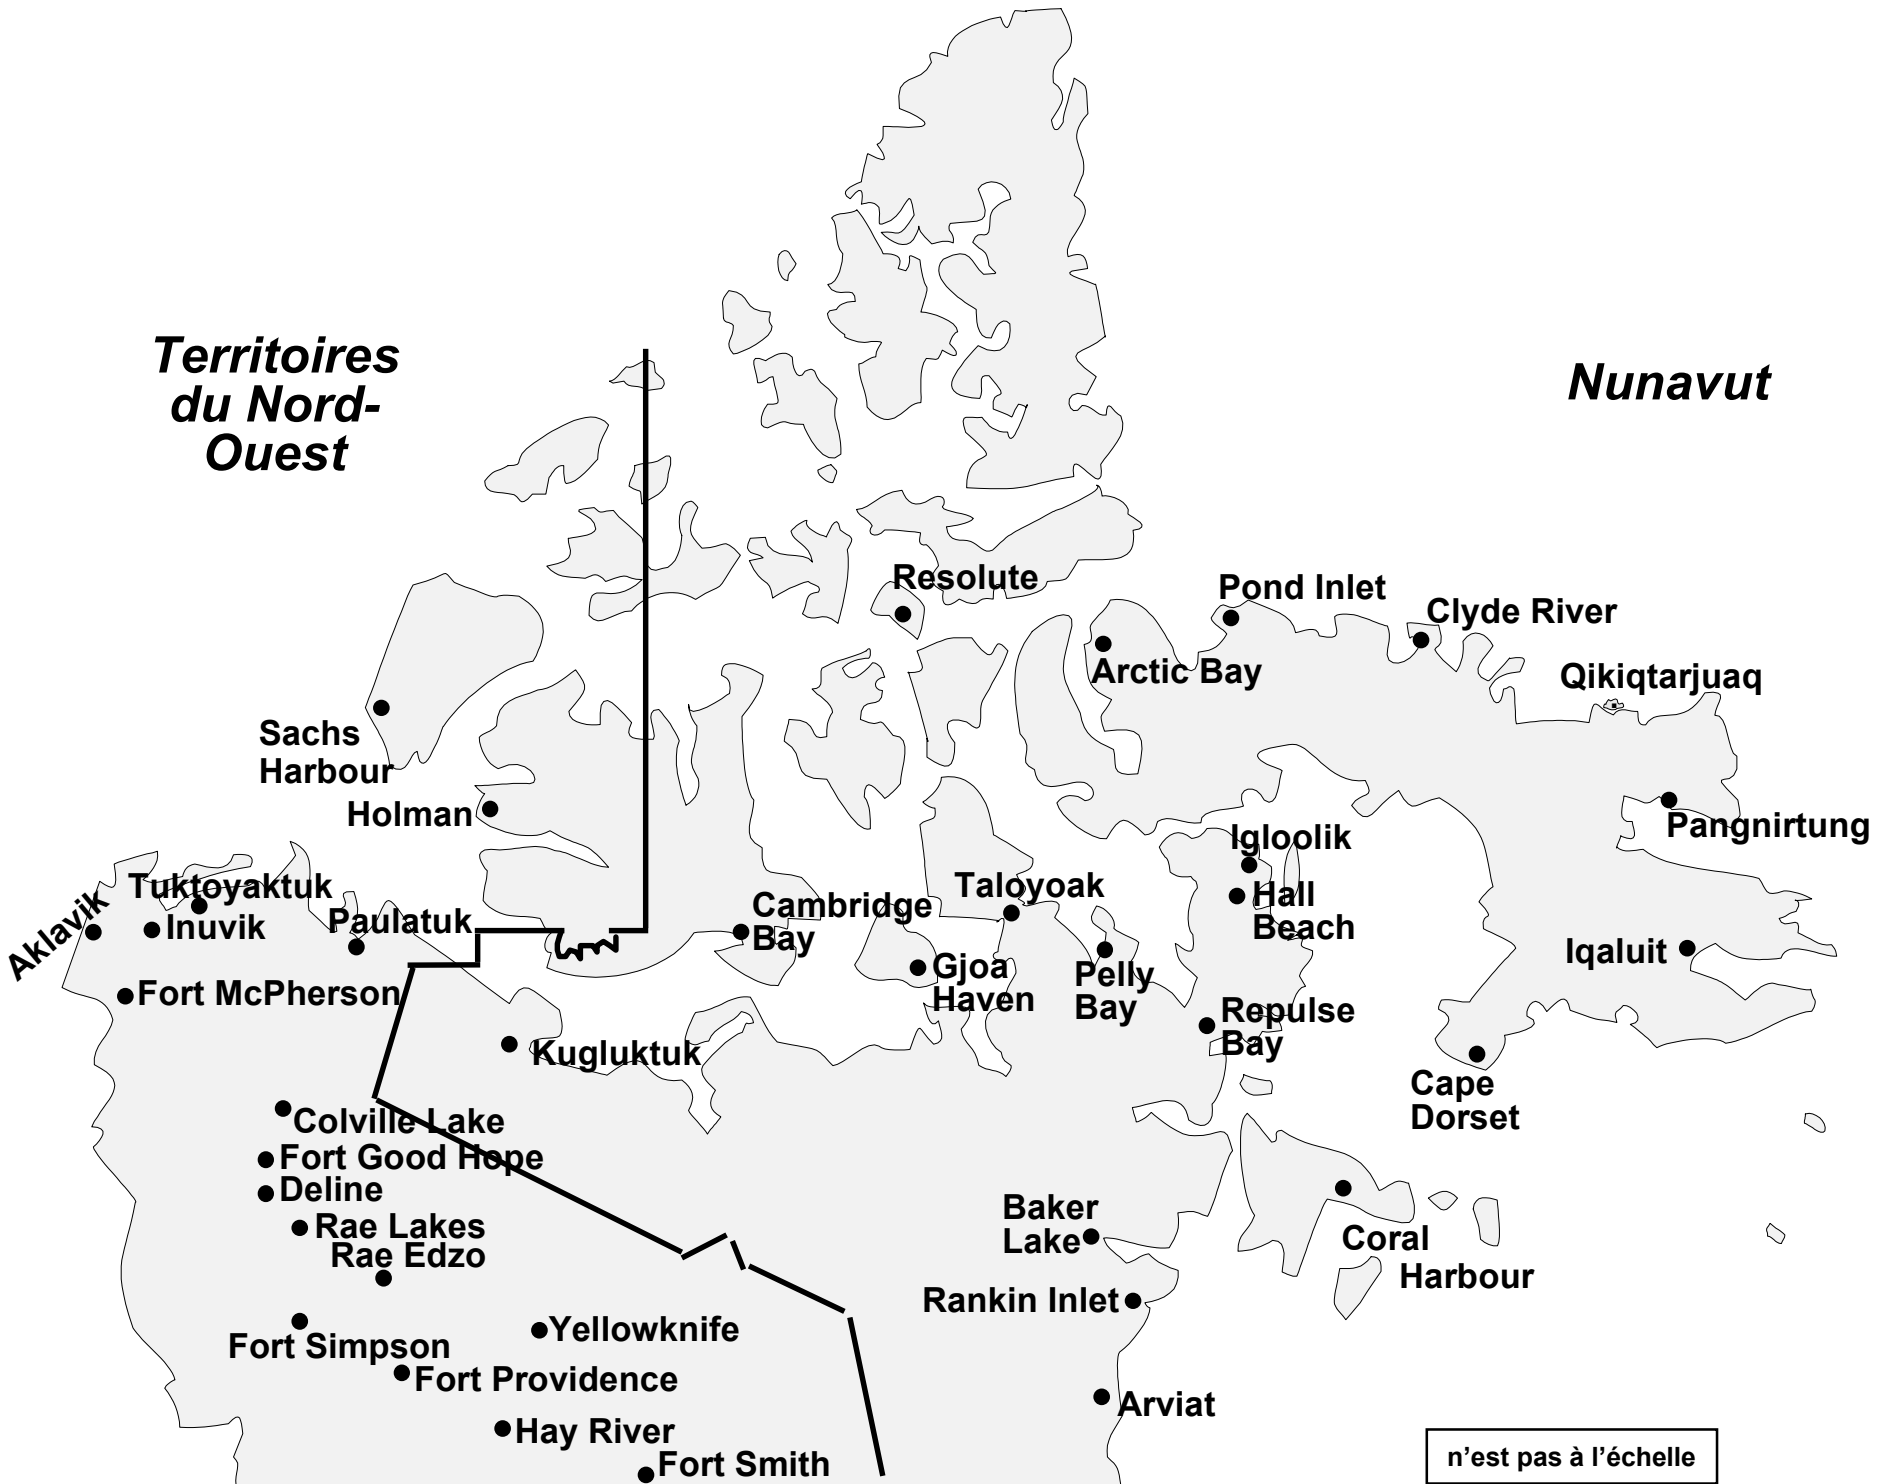 Territoires
du Nord-
Ouest
Nunavut
Resolute
Pond Inlet
Clyde River
Arctic Bay
Qikiqtarjuaq
Sachs
Harbour
Holman
Pangnirtung
Igloolik
Tuktoyaktuk
Taloyoak
Hall
Beach
Cambridge
Bay
Aklavik
Inuvik
Paulatuk
Iqaluit
Gjoa
Haven
Pelly
Bay
Fort McPherson
Repulse
Bay
Kugluktuk
Cape
Dorset
Colville Lake
Fort Good Hope
Deline
Rae Lakes
Rae Edzo
Baker
Lake
Coral
Harbour
Rankin Inlet
Yellowknife
Fort Simpson
Fort Providence
Arviat
Hay River
Fort Smith
n’est pas à l’échelle